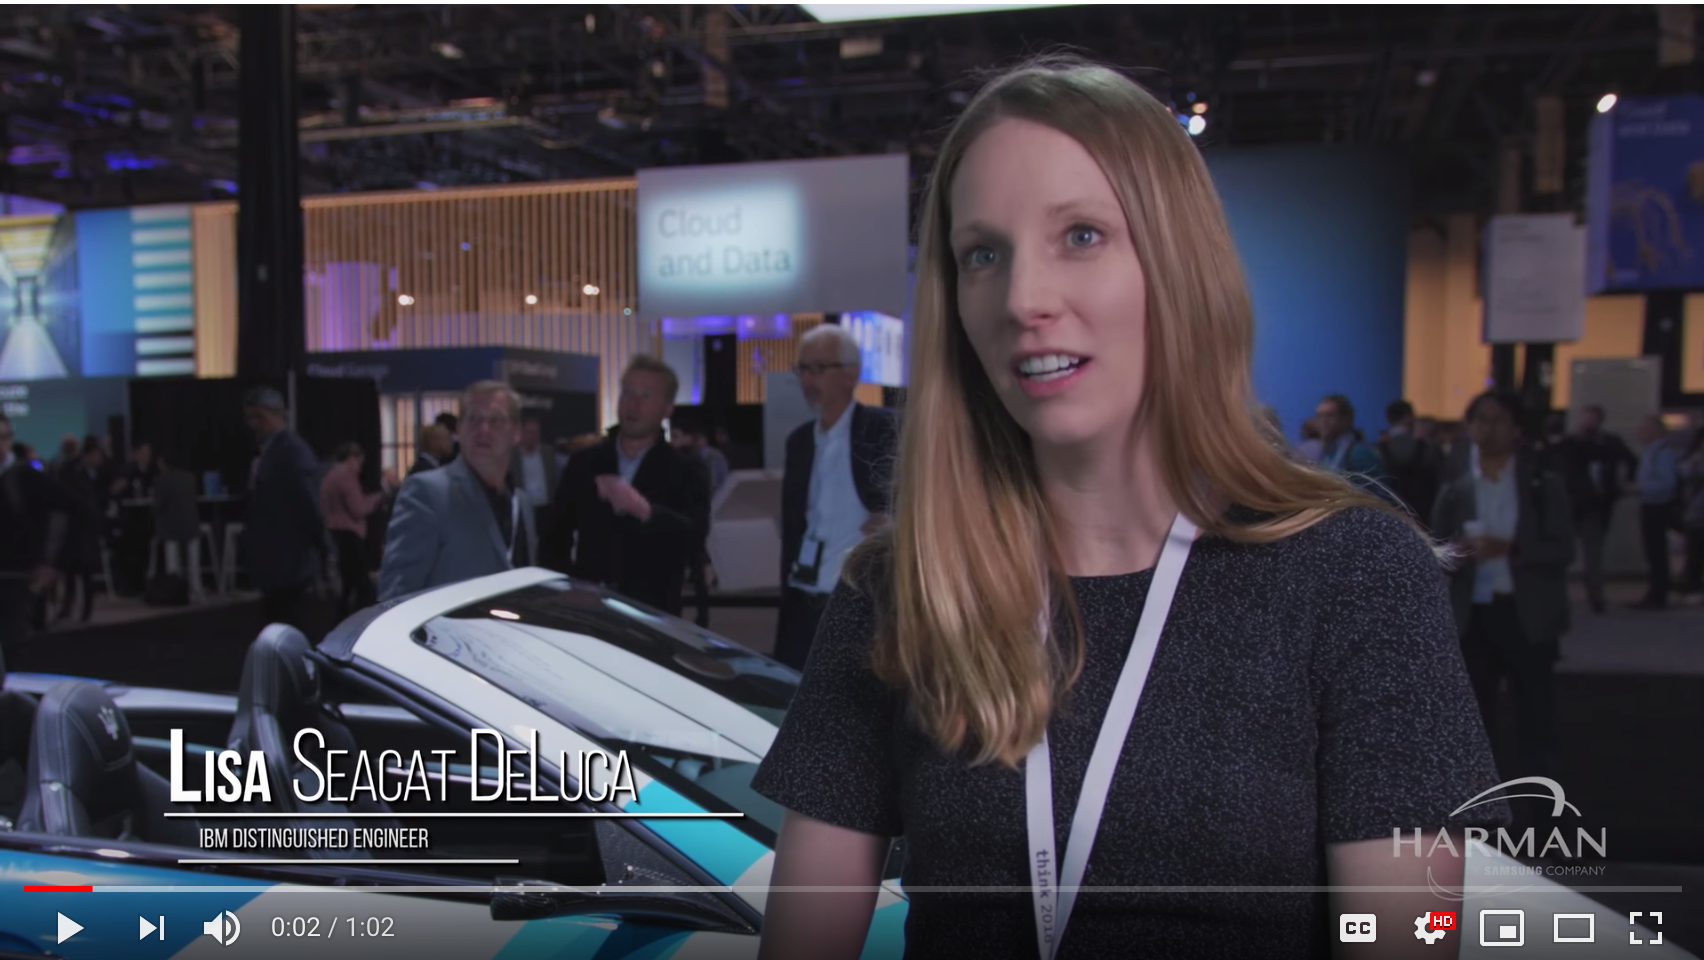 Cloud
and Data
LISA SEACAT DELUCA
IBM DISTINGUISHED ENGINEER
HARMAN
A SAMSUNG COMPANY
think 2018
0:02 / 1:02
CC
HD